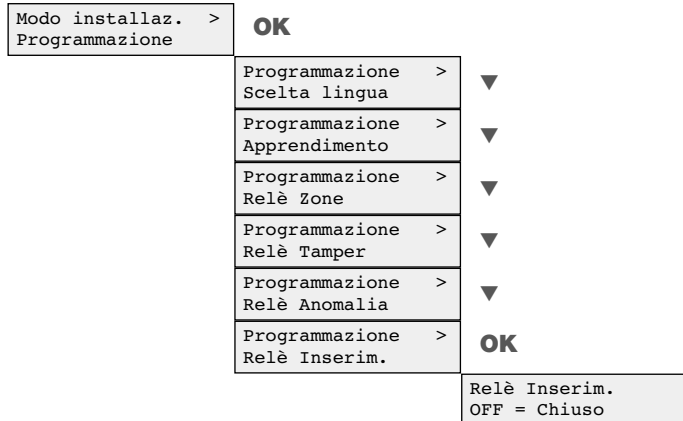 Modo installaz. >
Programmazione
OK
Programmazione >
Scelta lingua
▼
Programmazione >
Apprendimento
▼
Programmazione >
Relè Zone
▼
Programmazione >
Relè Tamper
▼
Programmazione >
Relè Anomalia
▼
Programmazione >
Relè Inserim.
OK
Relè Inserim.
OFF = Chiuso